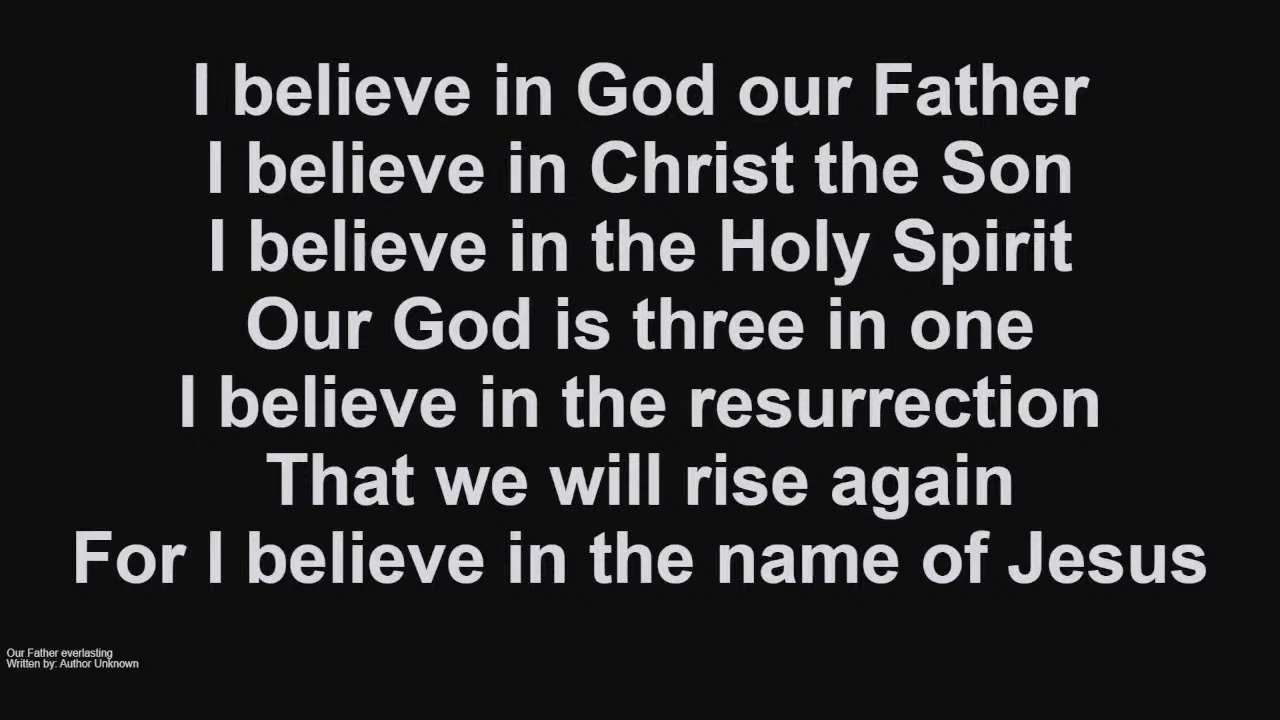 I believe in God our Father
I believe in Christ the Son
I believe in the Holy Spirit
Our God is three in one
I believe in the resurrection
That we will rise again
For I believe in the name of Jesus
Our Father everlasting
Written by: Author Unknown